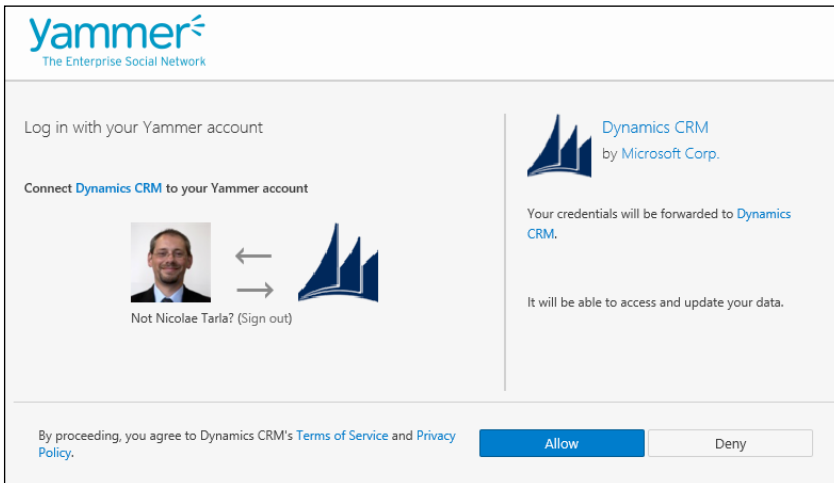 yammer
The Enterprise Social Network
Log in with your Yammer account
Connect Dynamics CRM to your Yammer account
Not Nicolae Tarla? (Sign out)
Dynamics CRM
by Microsoft Corp.
Your credentials will be forwarded to Dynamics
CRM.
It will be able to access and update your data.
By proceeding, you agree to Dynamics CRM's Terms of Service and Privacy
Policy.
Allow
Deny